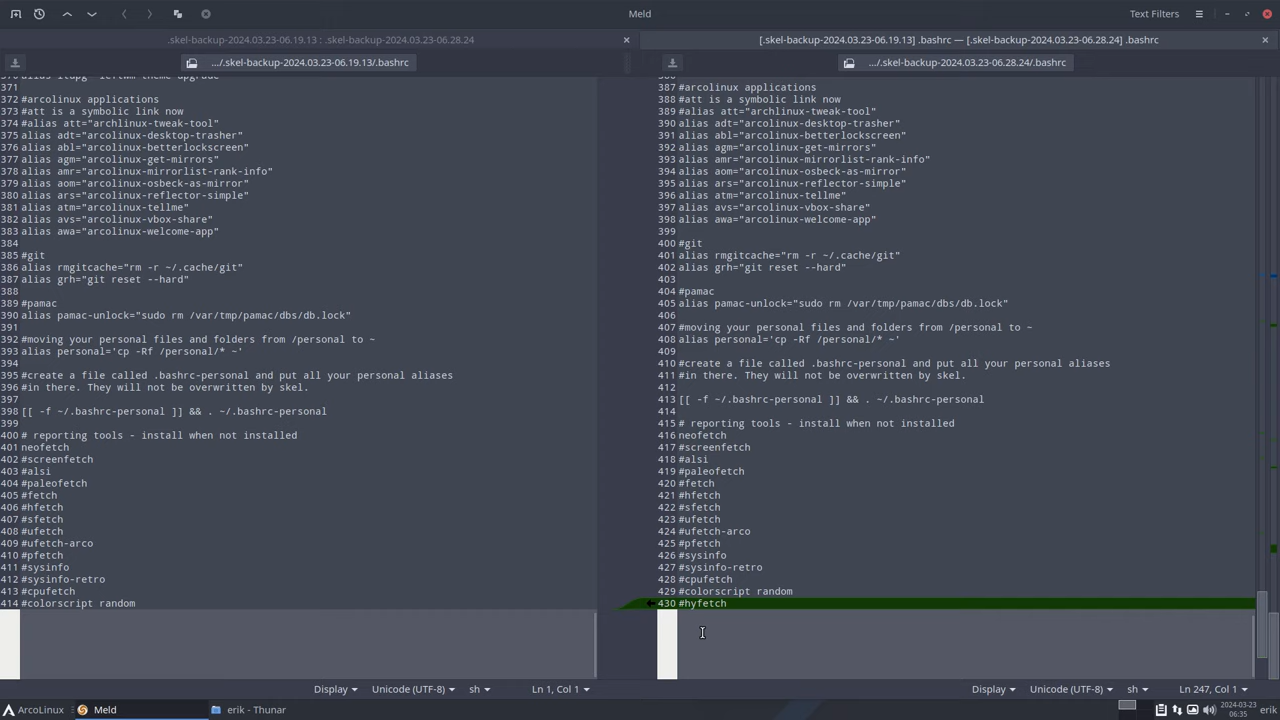 Meld
Text Filters
.skel-backup-2024.03.23-06.19.13 : .skel-backup-2024.03.23-06.28.24
[.skel-backup-2024.03.23-06.19.13] .bashrc — [.skel-backup-2024.03.23-06.28.24] .bashrc
.../.skel-backup-2024.03.23-06.19.13/.bashrc
.../.skel-backup-2024.03.23-06.28.24/.bashrc
371
372 #arcolinux applications
373 #att is a symbolic link now
374 #alias att="archlinux-tweak-tool"
375 alias adt="arcolinux-desktop-trasher"
376 alias abl="arcolinux-betterlockscreen"
377 alias agm="arcolinux-get-mirrors"
378 alias amr="arcolinux-mirrorlist-rank-info"
379 alias aom="arcolinux-osbeck-as-mirror"
380 alias ars="arcolinux-reflector-simple"
381 alias atm="arcolinux-tellme"
382 alias avs="arcolinux-vbox-share"
383 alias awa="arcolinux-welcome-app"
384
385 #git
386 alias rmgitcache="rm -r ~/.cache/git"
387 alias grh="git reset --hard"
388
389 #pamac
390 alias pamac-unlock="sudo rm /var/tmp/pamac/dbs/db.lock"
391
392 #moving your personal files and folders from /personal to ~
393 alias personal='cp -Rf /personal/* ~'
394
395 #create a file called .bashrc-personal and put all your personal aliases
396 #in there. They will not be overwritten by skel.
397
398 [[ -f ~/.bashrc-personal ]] && . ~/.bashrc-personal
399
400 # reporting tools - install when not installed
401 neofetch
402 #screenfetch
403 #alsi
404 #paleofetch
405 #fetch
406 #hfetch
407 #sfetch
408 #ufetch
409 #ufetch-arco
410 #pfetch
411 #sysinfo
412 #sysinfo-retro
413 #cpufetch
414 #colorscript random
387 #arcolinux applications
388 #att is a symbolic link now
389 #alias att="archlinux-tweak-tool"
390 alias adt="arcolinux-desktop-trasher"
391 alias abl="arcolinux-betterlockscreen"
392 alias agm="arcolinux-get-mirrors"
393 alias amr="arcolinux-mirrorlist-rank-info"
394 alias aom="arcolinux-osbeck-as-mirror"
395 alias ars="arcolinux-reflector-simple"
396 alias atm="arcolinux-tellme"
397 alias avs="arcolinux-vbox-share"
398 alias awa="arcolinux-welcome-app"
399
400 #git
401 alias rmgitcache="rm -r ~/.cache/git"
402 alias grh="git reset --hard"
403
404 #pamac
405 alias pamac-unlock="sudo rm /var/tmp/pamac/dbs/db.lock"
406
407 #moving your personal files and folders from /personal to ~
408 alias personal='cp -Rf /personal/* ~'
409
410 #create a file called .bashrc-personal and put all your personal aliases
411 #in there. They will not be overwritten by skel.
412
413 [[ -f ~/.bashrc-personal ]] && . ~/.bashrc-personal
414
415 # reporting tools - install when not installed
416 neofetch
417 #screenfetch
418 #alsi
419 #paleofetch
420 #fetch
421 #hfetch
422 #sfetch
423 #ufetch
424 #ufetch-arco
425 #pfetch
426 #sysinfo
427 #sysinfo-retro
428 #cpufetch
429 #colorscript random
430 #hyfetch
Display Unicode (UTF-8) sh Ln 1, Col 1
Display Unicode (UTF-8) sh Ln 247, Col 1
ArcoLinux Meld erik - Thunar
2024-03-23
06:35
erik